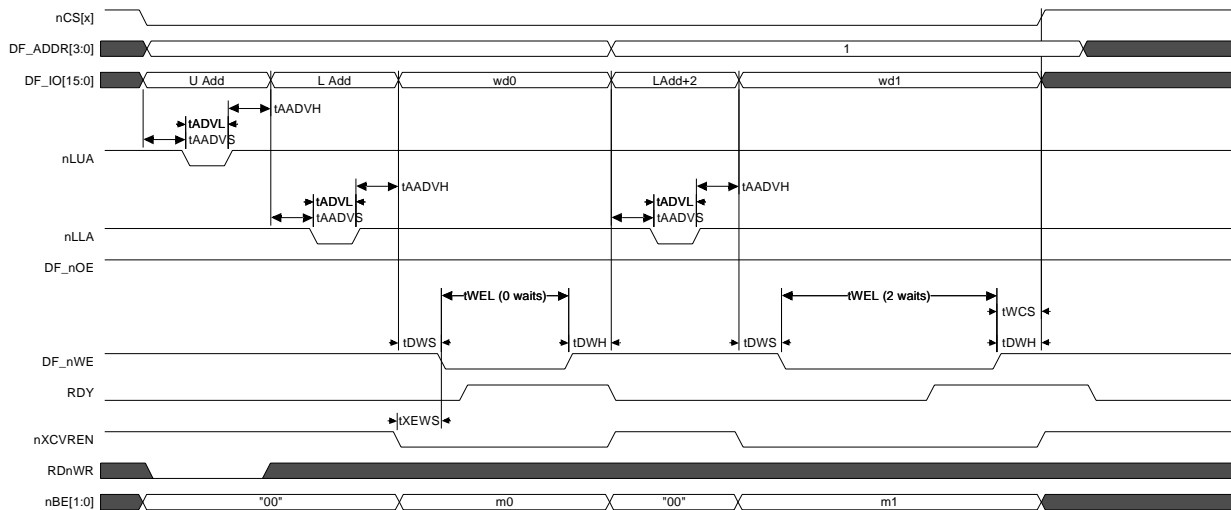 nCS[x]
DF_ADDR[3:0] 1
DF_IO[15:0] U Add L Add wd0 LAdd+2 wd1
tAADVH
tADVL
tAADVS
nLUA
tAADVH tAADVH
tADVL tADVL
tAADVS tAADVS
nLLA
DF_nOE
tWEL (0 waits) tWEL (2 waits)
tWCS
tDWS tDWH tDWS tDWH
DF_nWE
RDY
tXEWS
nXCVREN
RDnWR
nBE[1:0] "00" m0 "00" m1